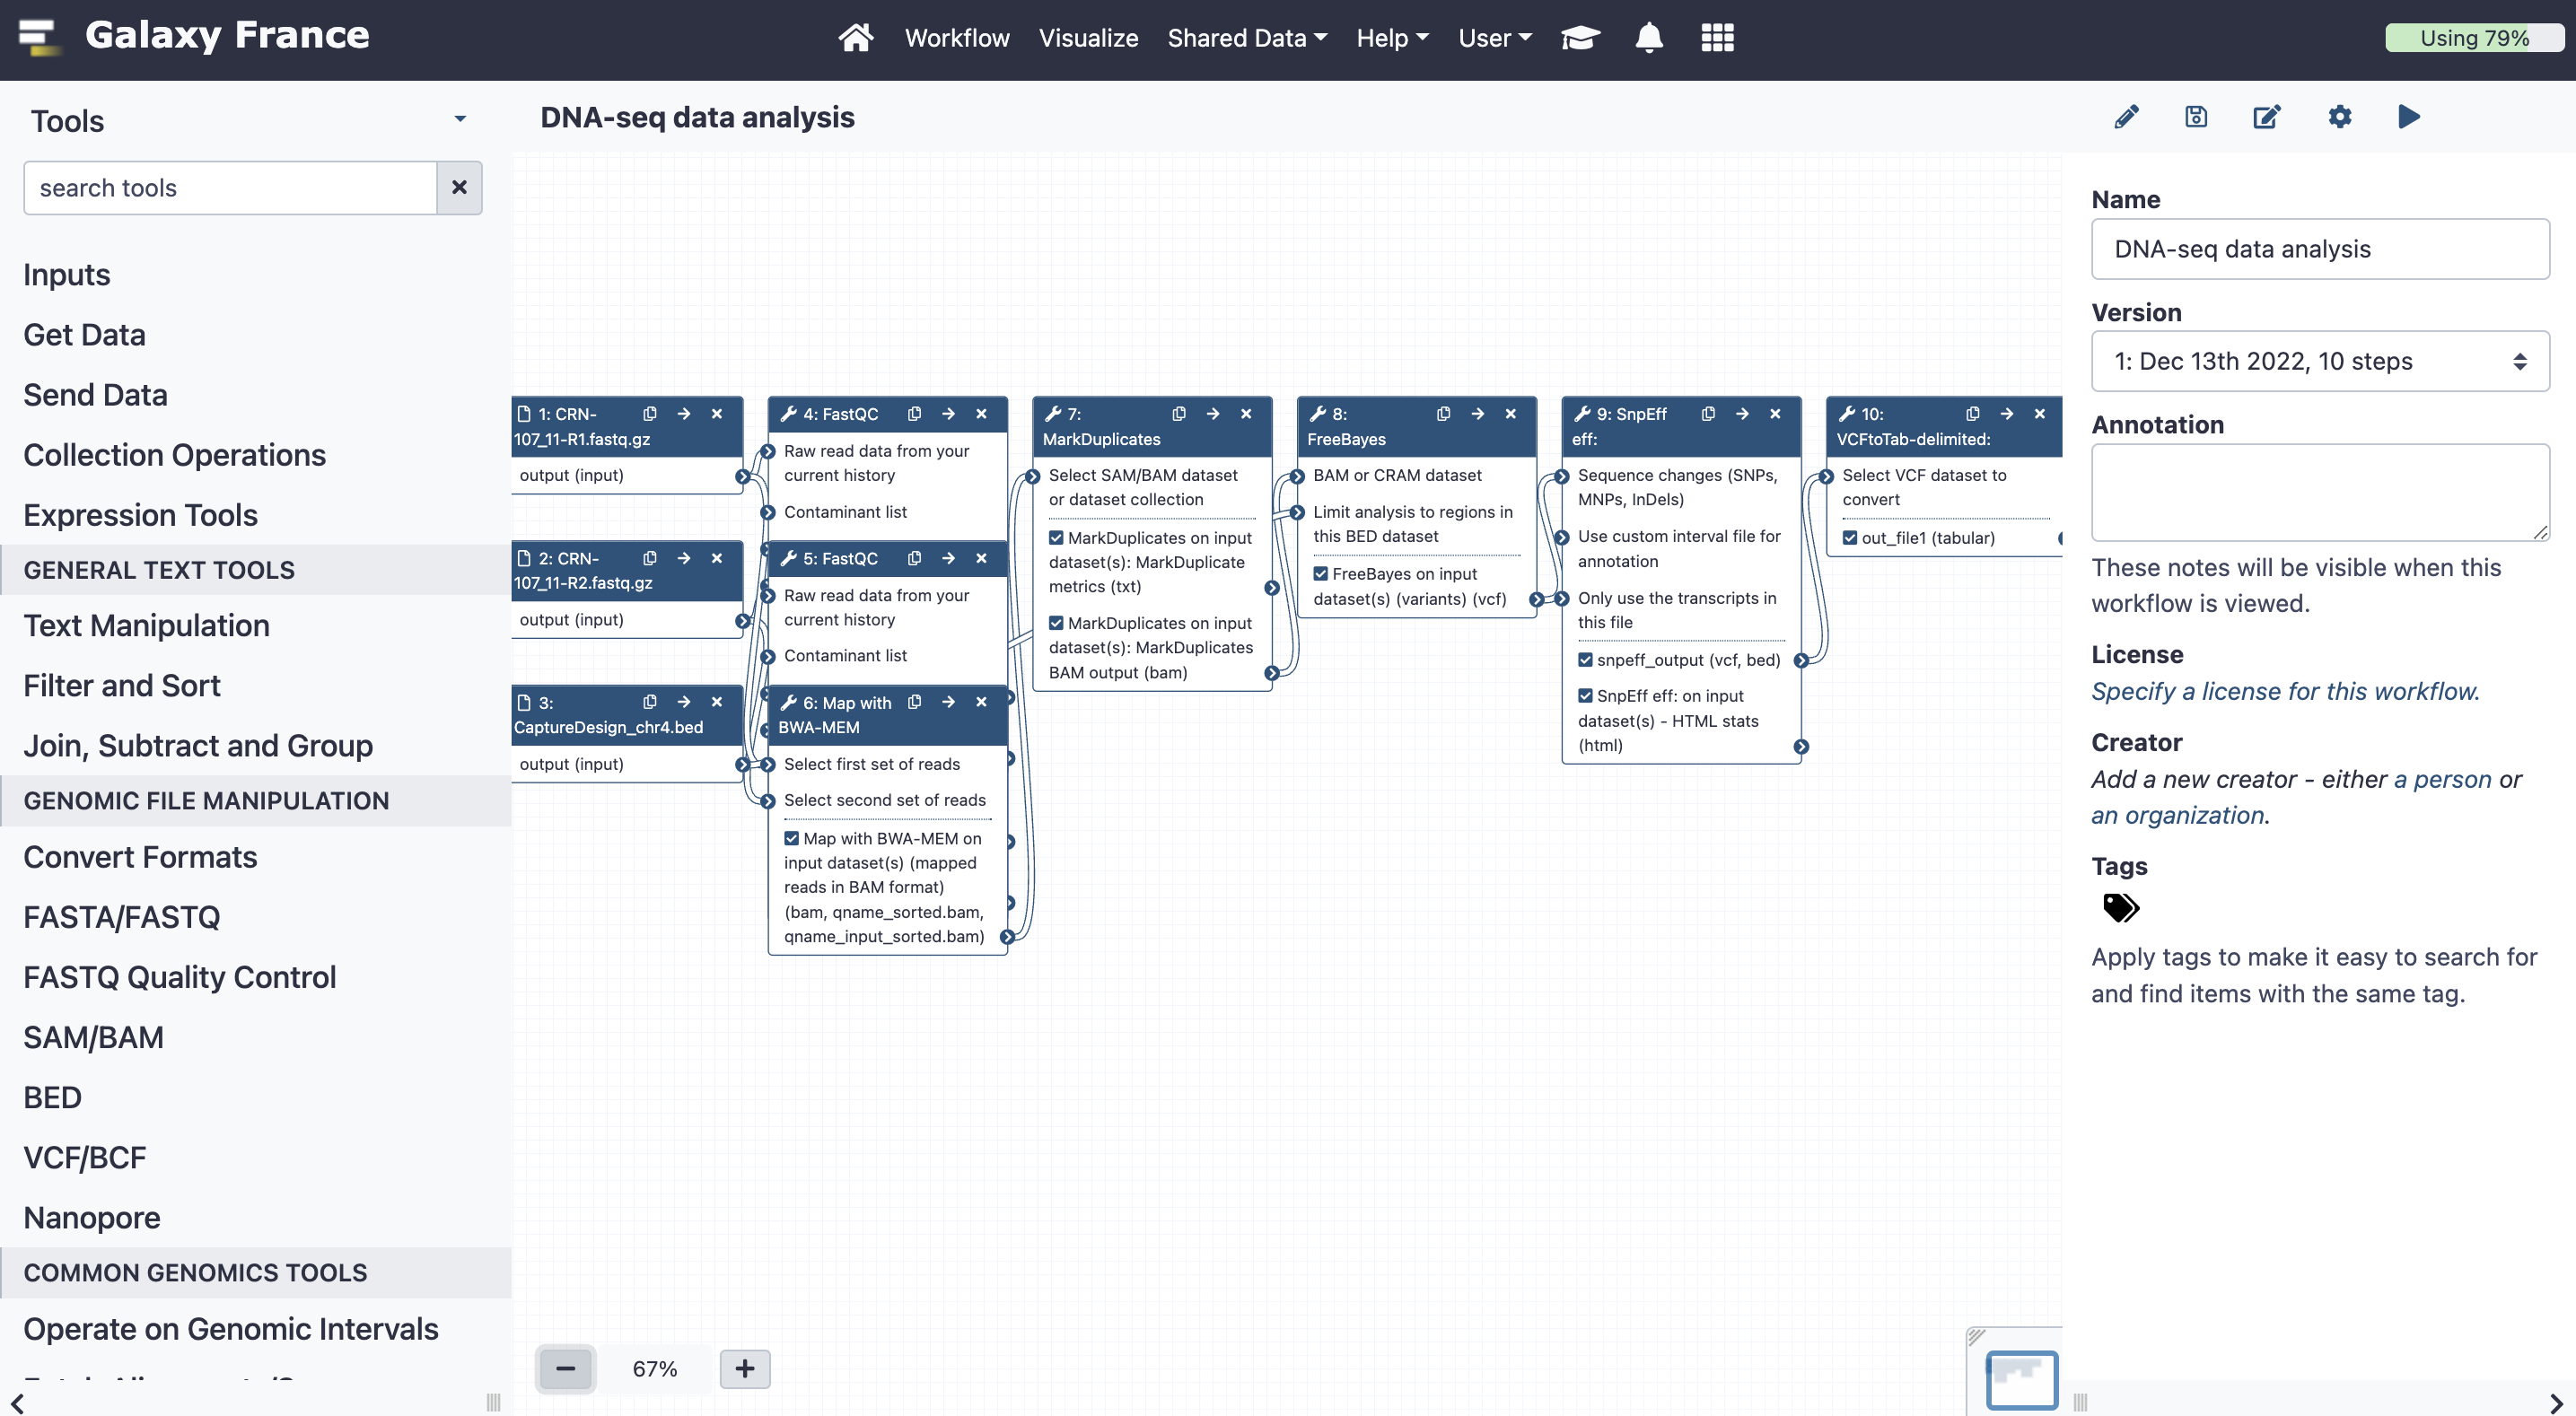 Galaxy France
Workflow
Visualize
Shared Data
Help
User
Using 79%
Tools
search tools
Inputs
Get Data
Send Data
Collection Operations
Expression Tools
GENERAL TEXT TOOLS
Text Manipulation
Filter and Sort
Join, Subtract and Group
GENOMIC FILE MANIPULATION
Convert Formats
FASTA/FASTQ
FASTQ Quality Control
SAM/BAM
BED
VCF/BCF
Nanopore
COMMON GENOMICS TOOLS
Operate on Genomic Intervals
DNA-seq data analysis
1: CRN-
107_11-R1.fastq.gz
output (input)
2: CRN-
107_11-R2.fastq.gz
output (input)
3:
CaptureDesign_chr4.bed
output (input)
4: FastQC
Raw read data from your
current history
Contaminant list
5: FastQC
Raw read data from your
current history
Contaminant list
6: Map with
BWA-MEM
Select first set of reads
Select second set of reads
Map with BWA-MEM on
input dataset(s) (mapped
reads in BAM format)
(bam, qname_sorted.bam,
qname_input_sorted.bam)
7:
MarkDuplicates
Select SAM/BAM dataset
or dataset collection
MarkDuplicates on input
dataset(s): MarkDuplicate
metrics (txt)
MarkDuplicates on input
dataset(s): MarkDuplicates
BAM output (bam)
8:
FreeBayes
BAM or CRAM dataset
Limit analysis to regions in
this BED dataset
FreeBayes on input
dataset(s) (variants) (vcf)
9: SnpEff
eff:
Sequence changes (SNPs,
MNPs, InDels)
Use custom interval file for
annotation
Only use the transcripts in
this file
snpeff_output (vcf, bed)
SnpEff eff: on input
dataset(s) - HTML stats
(html)
10:
VCFtoTab-delimited:
Select VCF dataset to
convert
out_file1 (tabular)
67%
Name
DNA-seq data analysis
Version
1: Dec 13th 2022, 10 steps
Annotation
These notes will be visible when this
workflow is viewed.
License
Specify a license for this workflow.
Creator
Add a new creator - either a person or
an organization.
Tags
Apply tags to make it easy to search for
and find items with the same tag.